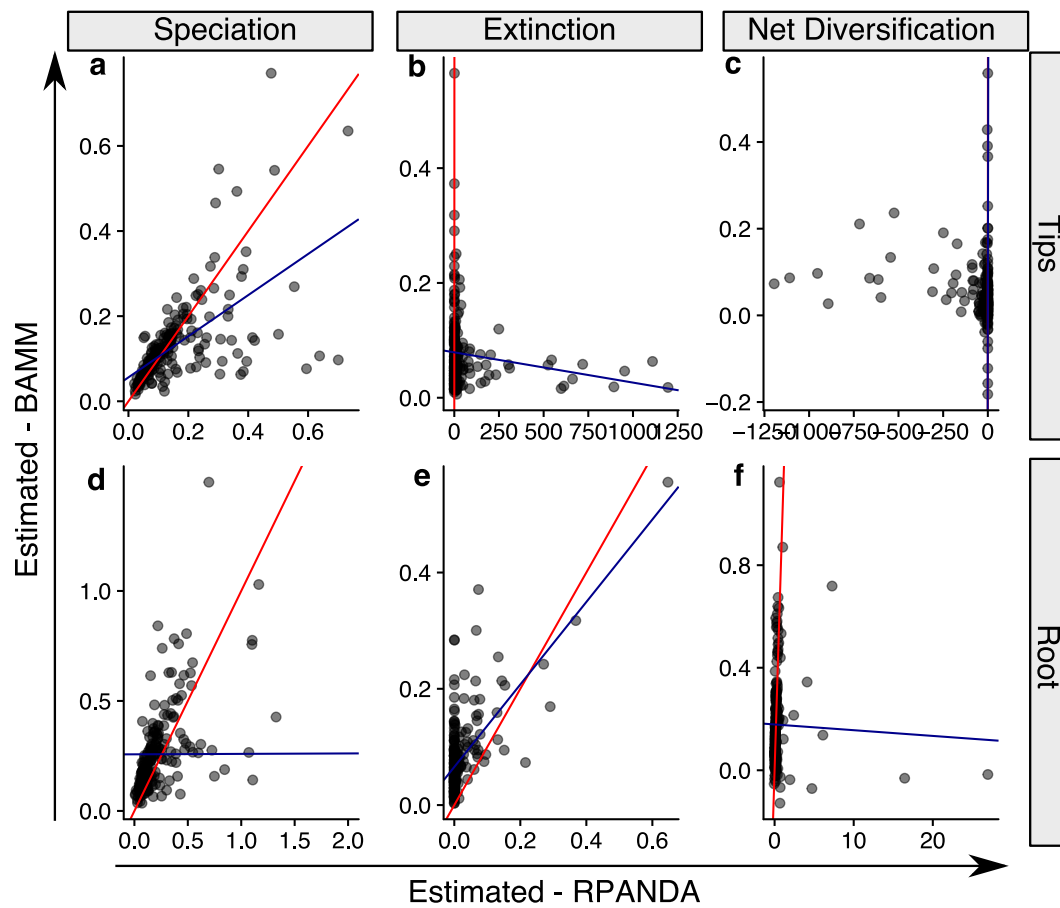 Speciation
Extinction
Net Diversification
a
b
c
0.6
0.4
0.2
0.0
0.4
0.2
0.0
0.4
0.2
0.0
−0.2
0.0 0.2 0.4 0.6
0 250 500 750 1000 1250
−1250 −1000 −750 −500 −250 0
Tips
d
e
f
1.0
0.5
0.0
0.4
0.2
0.0
0.8
0.4
0.0
0.0 0.5 1.0 1.5 2.0
0.0 0.2 0.4 0.6
0 10 20
Root
Estimated - BAMM
Estimated - RPANDA